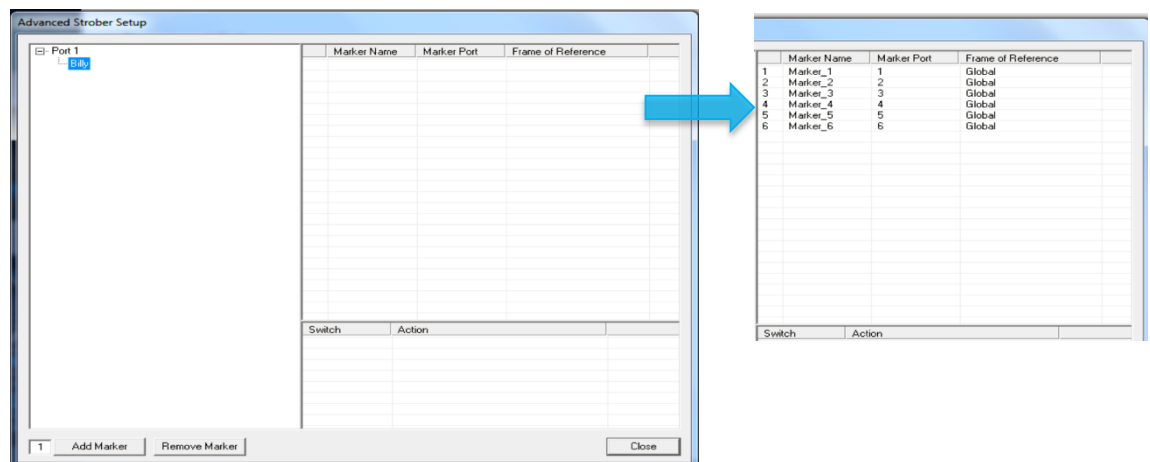 Advanced Strober Setup
Port 1
Billy
Marker Name Marker Port Frame of Reference
Switch Action
1 Add Marker Remove Marker Close
Marker Name Marker Port Frame of Reference
1 Marker_1 1 Global
2 Marker_2 2 Global
3 Marker_3 3 Global
4 Marker_4 4 Global
5 Marker_5 5 Global
6 Marker_6 6 Global
Switch Action